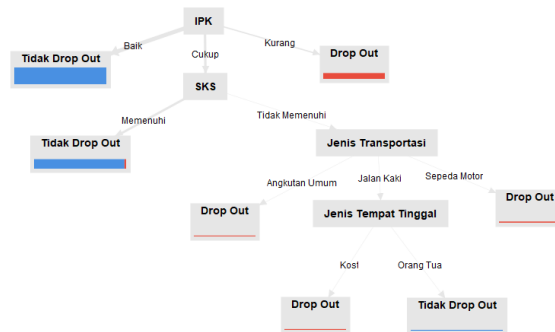 IPK
Baik
Cukup
Kurang
Tidak Drop Out
Drop Out
SKS
Memenuhi
Tidak Memenuhi
Tidak Drop Out
Jenis Transportasi
Angkutan Umum
Jalan Kaki
Sepeda Motor
Drop Out
Jenis Tempat Tinggal
Drop Out
Kost
Orang Tua
Drop Out
Tidak Drop Out